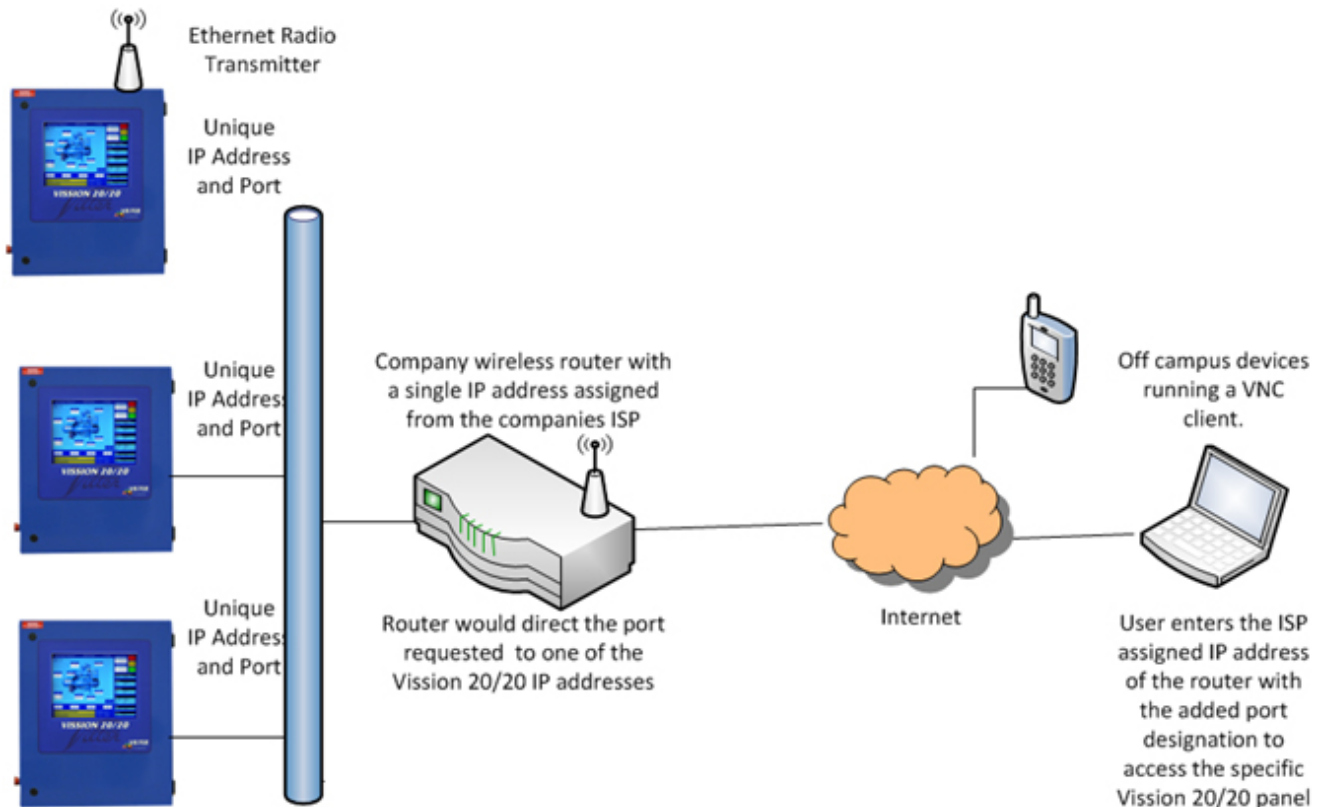 Ethernet Radio
Transmitter
Unique
IP Address
and Port
VISSION 20/20
Unique
IP Address
and Port
VISSION 20/20
Unique
IP Address
and Port
VISSION 20/20
Company wireless router with
a single IP address assigned
from the companies ISP
Router would direct the port
requested to one of the
Vission 20/20 IP addresses
Internet
Off campus devices
running a VNC
client.
User enters the ISP
assigned IP address
of the router with
the added port
designation to
access the specific
Vission 20/20 panel